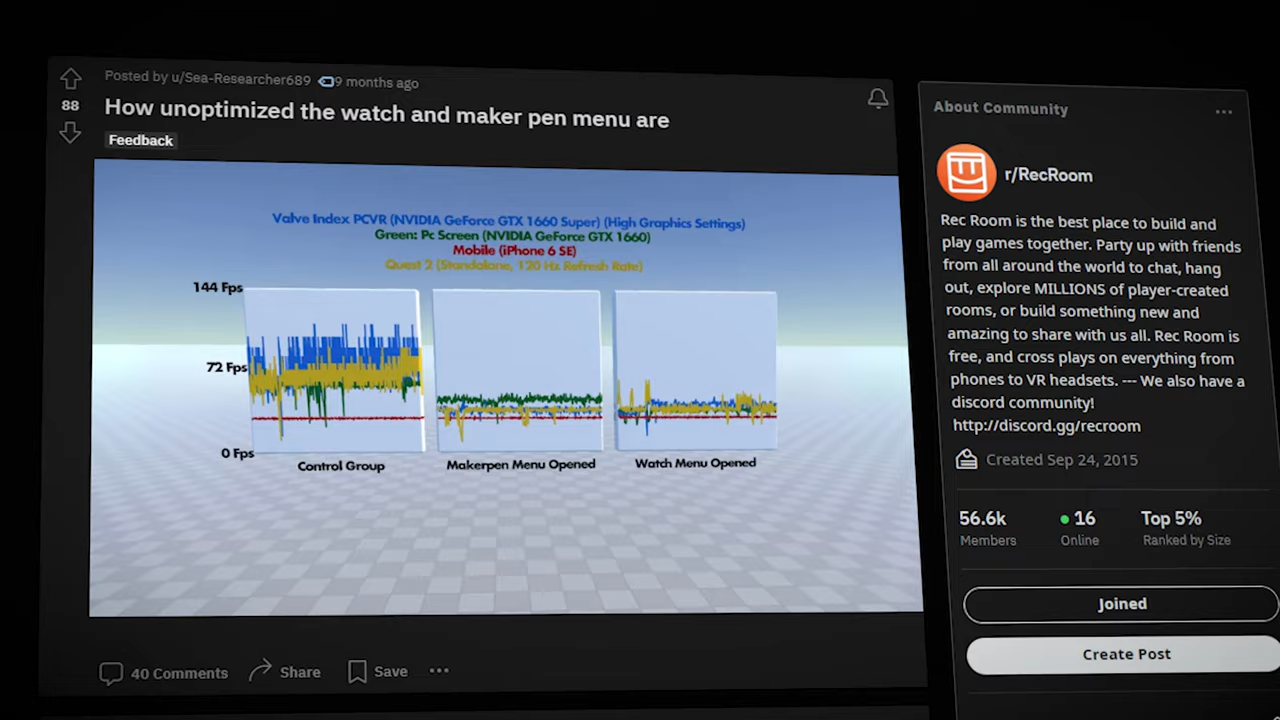 Posted by u/Sea-Researcher689 9 months ago
88
How unoptimized the watch and maker pen menu are
Feedback
Valve Index PCVR (NVIDIA GeForce GTX 1660 Super) (High Graphics Settings)
Green: Pc Screen (NVIDIA GeForce GTX 1660)
Mobile (iPhone 6 SE)
Quest 2 (Standalone, 120 Hz Refresh Rate)
144 Fps
72 Fps
0 Fps
Control Group
Makerpen Menu Opened
Watch Menu Opened
40 Comments
Share
Save
About Community
r/RecRoom
Rec Room is the best place to build and
play games together. Party up with friends
from all around the world to chat, hang
out, explore MILLIONS of player-created
rooms, or build something new and
amazing to share with us all. Rec Room is
free, and cross plays on everything from
phones to VR headsets. --- We also have a
discord community!
http://discord.gg/recroom
Created Sep 24, 2015
56.6k
Members
16
Online
Top 5%
Ranked by Size
Joined
Create Post